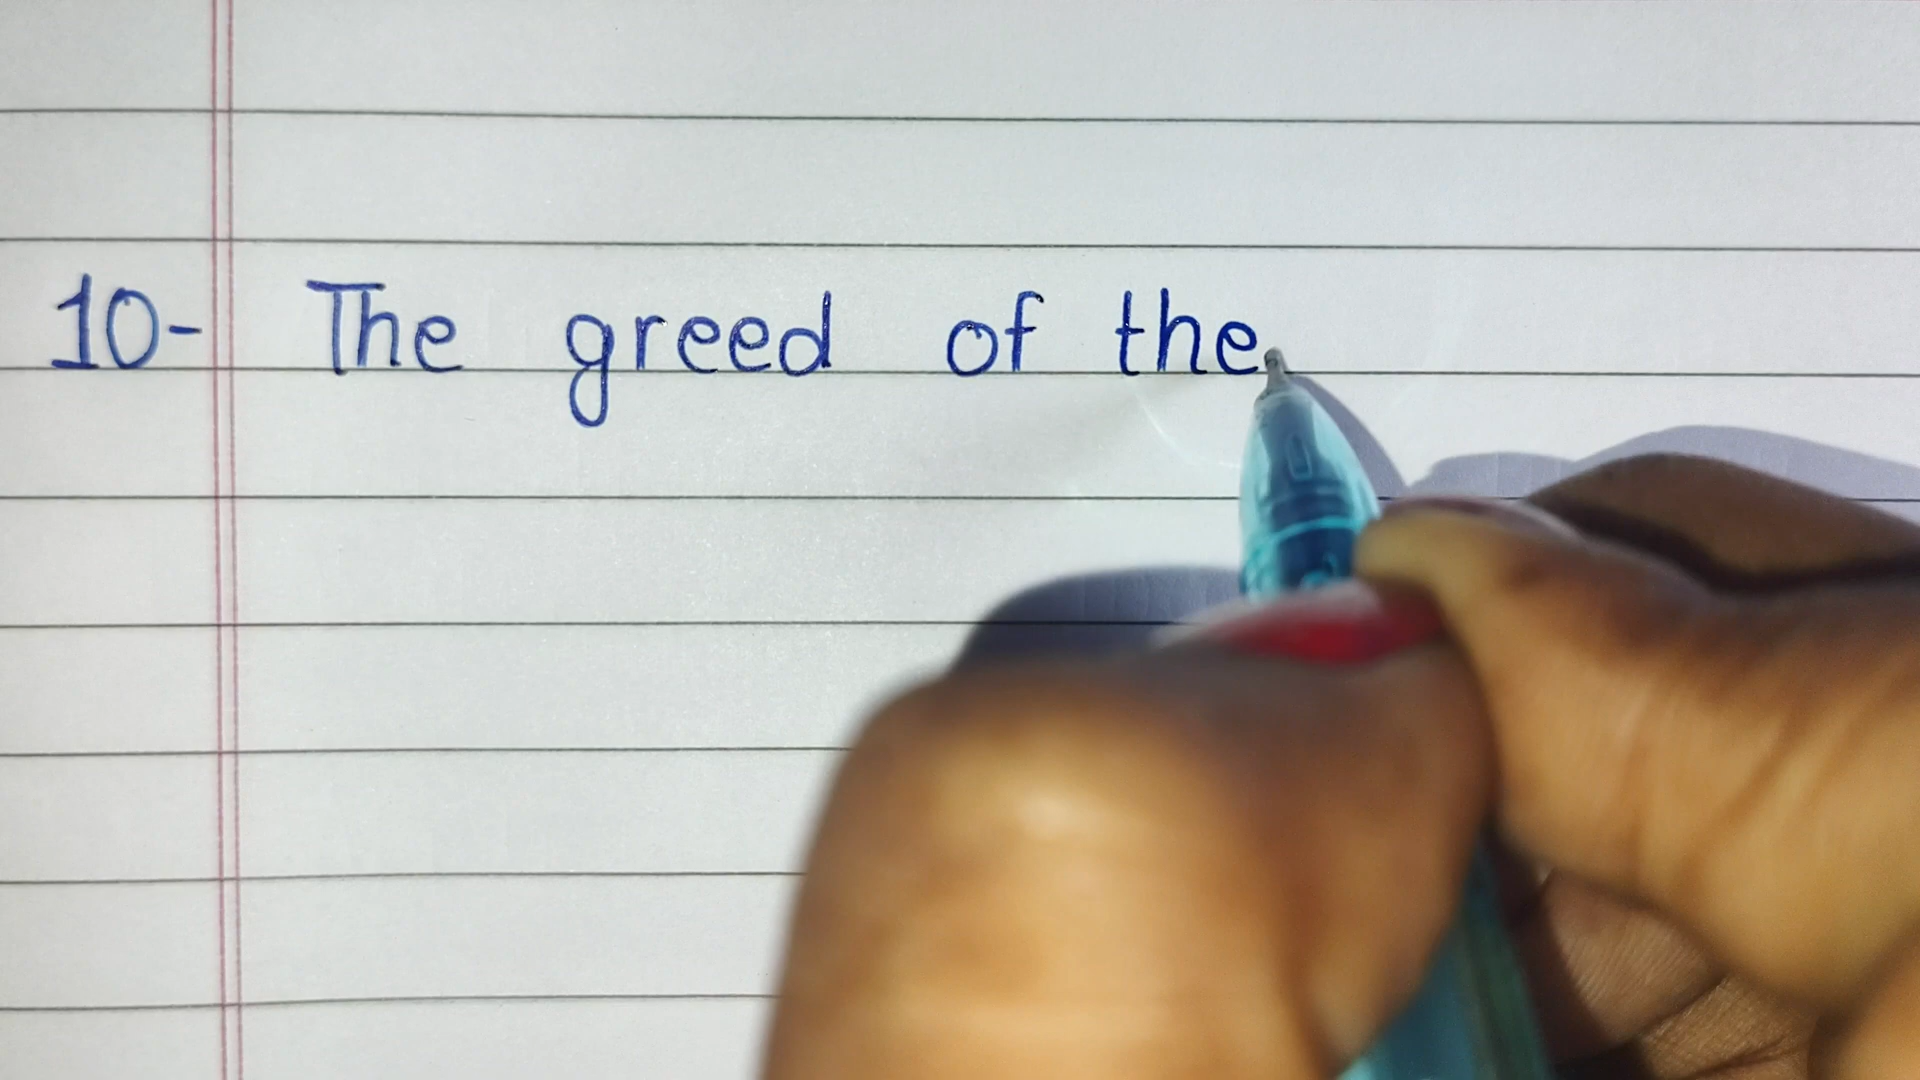 10- The greed of the